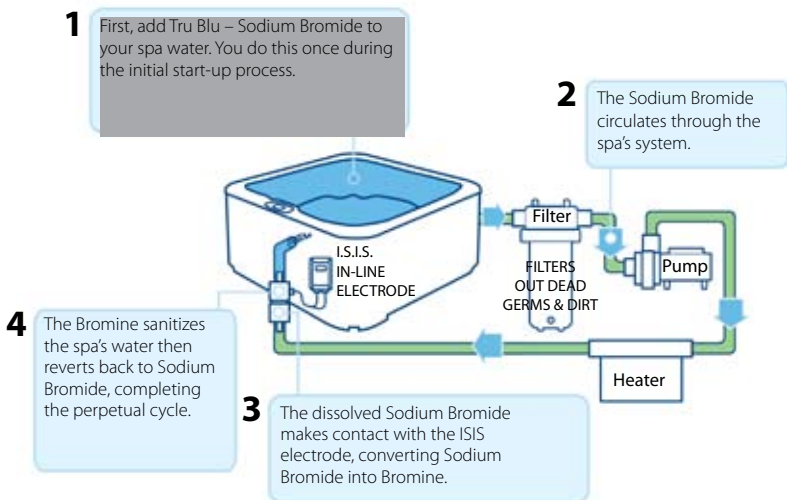 1
First, add Tru Blu – Sodium Bromide to
your spa water. You do this once during
the initial start-up process.
2
The Sodium Bromide
circulates through the
spa's system.
I.S.I.S.
IN-LINE
ELECTRODE
Filter
FILTERS
OUT DEAD
GERMS & DIRT
Pump
Heater
3
The dissolved Sodium Bromide
makes contact with the ISIS
electrode, converting Sodium
Bromide into Bromine.
4
The Bromine sanitizes
the spa's water then
reverts back to Sodium
Bromide, completing
the perpetual cycle.